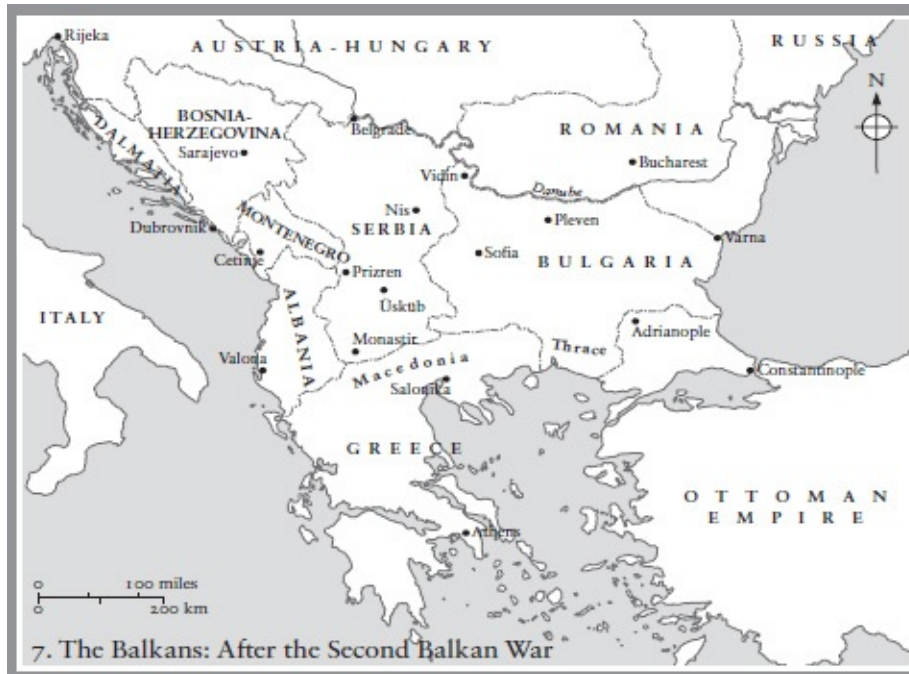 Rijeka
AUSTRIA-HUNGARY
RUSSIA
N
BOSNIA-
HERZEGOVINA
Sarajevo
DALMATIA
Belgrade
ROMANIA
Bucharest
Vidin
Danube
Nis
SERBIA
Pleven
MONTENEGRO
Dubrovnik
Cetinje
Sofia
BULGARIA
Varna
Prizren
Üsküb
ITALY
ALBANIA
Monastir
Adrianople
Thrace
Valona
Macedonia
Salonika
Constantinople
GREECE
OTTOMAN
EMPIRE
Athens
0 100 miles
0 200 km
7. The Balkans: After the Second Balkan War